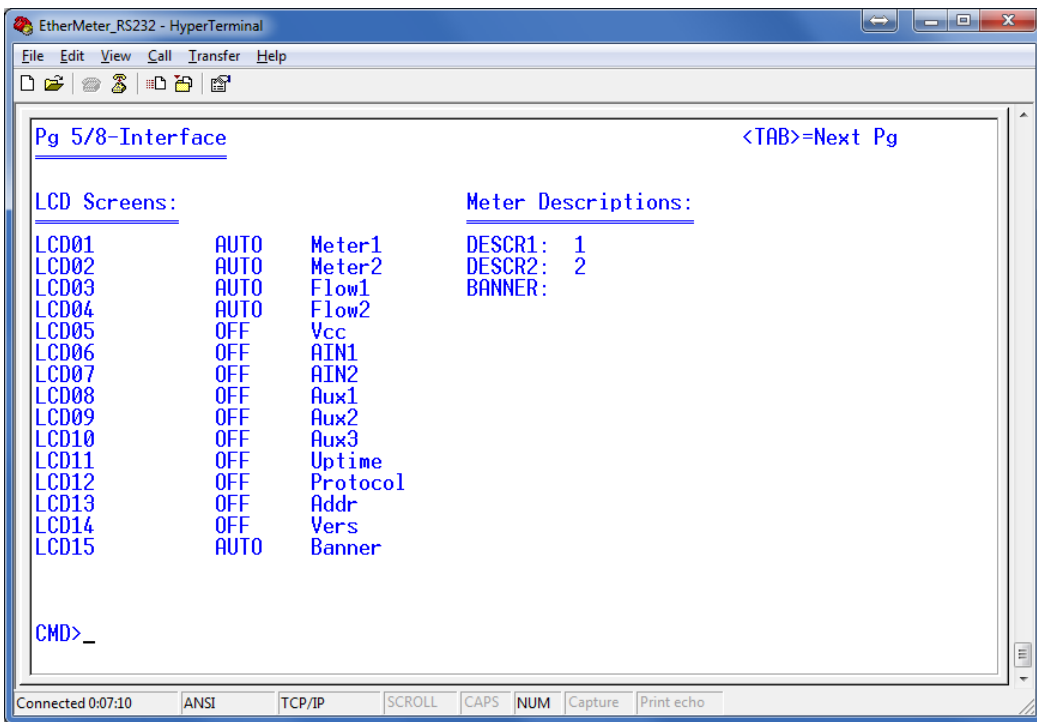 EtherMeter_RS232 - HyperTerminal
File Edit View Call Transfer Help
Pg 5/8-Interface <TAB>=Next Pg
LCD Screens: Meter Descriptions:
LCD01 AUTO Meter1 DESCR1: 1
LCD02 AUTO Meter2 DESCR2: 2
LCD03 AUTO Flow1 BANNER:
LCD04 AUTO Flow2
LCD05 OFF Vcc
LCD06 OFF AIN1
LCD07 OFF AIN2
LCD08 OFF Aux1
LCD09 OFF Aux2
LCD10 OFF Aux3
LCD11 OFF Uptime
LCD12 OFF Protocol
LCD13 OFF Addr
LCD14 OFF Vers
LCD15 AUTO Banner
CMD>_
Connected 0:07:10 ANSI TCP/IP SCROLL CAPS NUM Capture Print echo